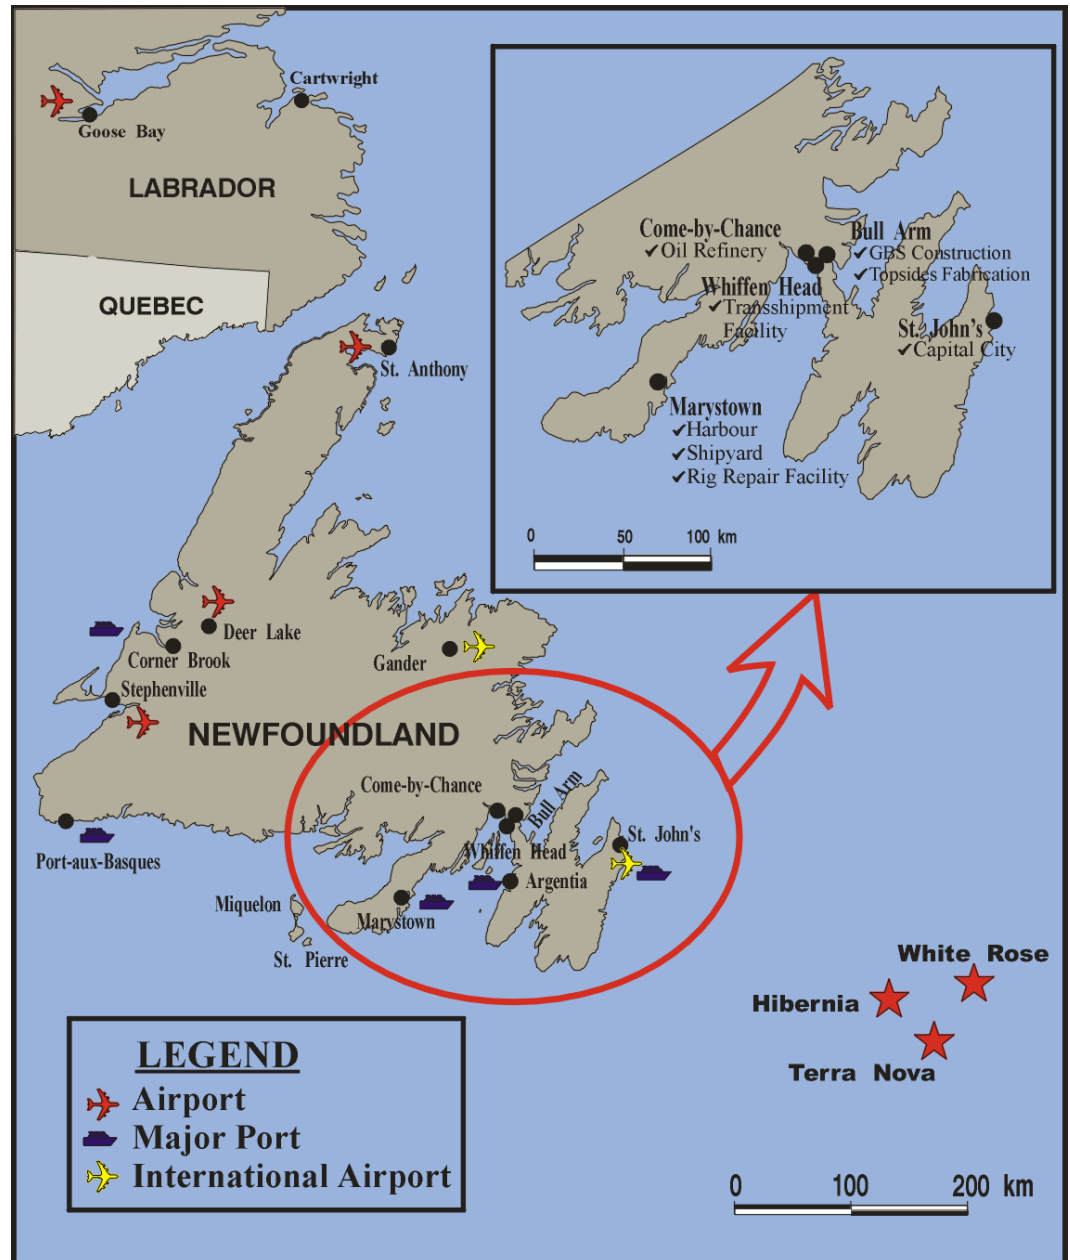 Cartwright
Goose Bay
LABRADOR
QUEBEC
St. Anthony
Deer Lake
Corner Brook
Stephenville
Gander
NEWFOUNDLAND
Come-by-Chance
Bull Arm
Whiffen Head
St. John's
Argentia
Port-aux-Basques
Miquelon
Marystown
St. Pierre
Come-by-Chance
✓Oil Refinery
Bull Arm
✓GBS Construction
✓Topsides Fabrication
Whiffen Head
✓Transshipment
Facility
St. John's
✓Capital City
Marystown
✓Harbour
✓Shipyard
✓Rig Repair Facility
0 50 100 km
White Rose
Hibernia
Terra Nova
LEGEND
Airport
Major Port
International Airport
0 100 200 km